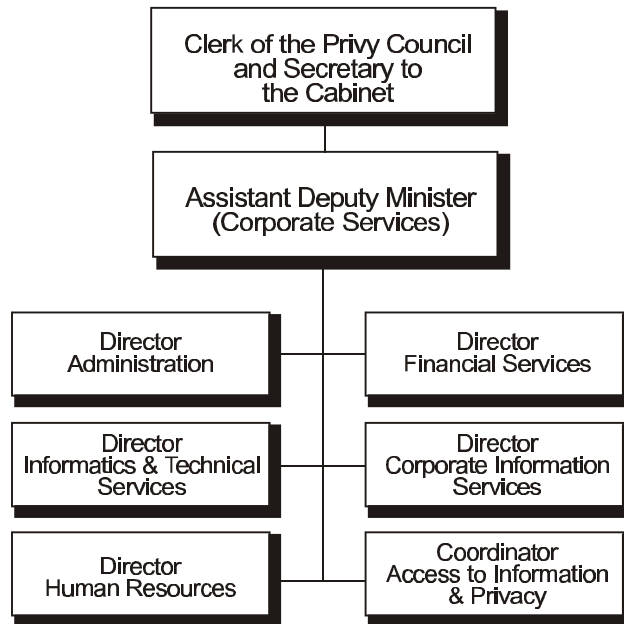 Clerk of the Privy Council
and Secretary to
the Cabinet
Assistant Deputy Minister
(Corporate Services)
Director
Administration
Director
Financial Services
Director
Informatics & Technical
Services
Director
Corporate Information
Services
Director
Human Resources
Coordinator
Access to Information
& Privacy